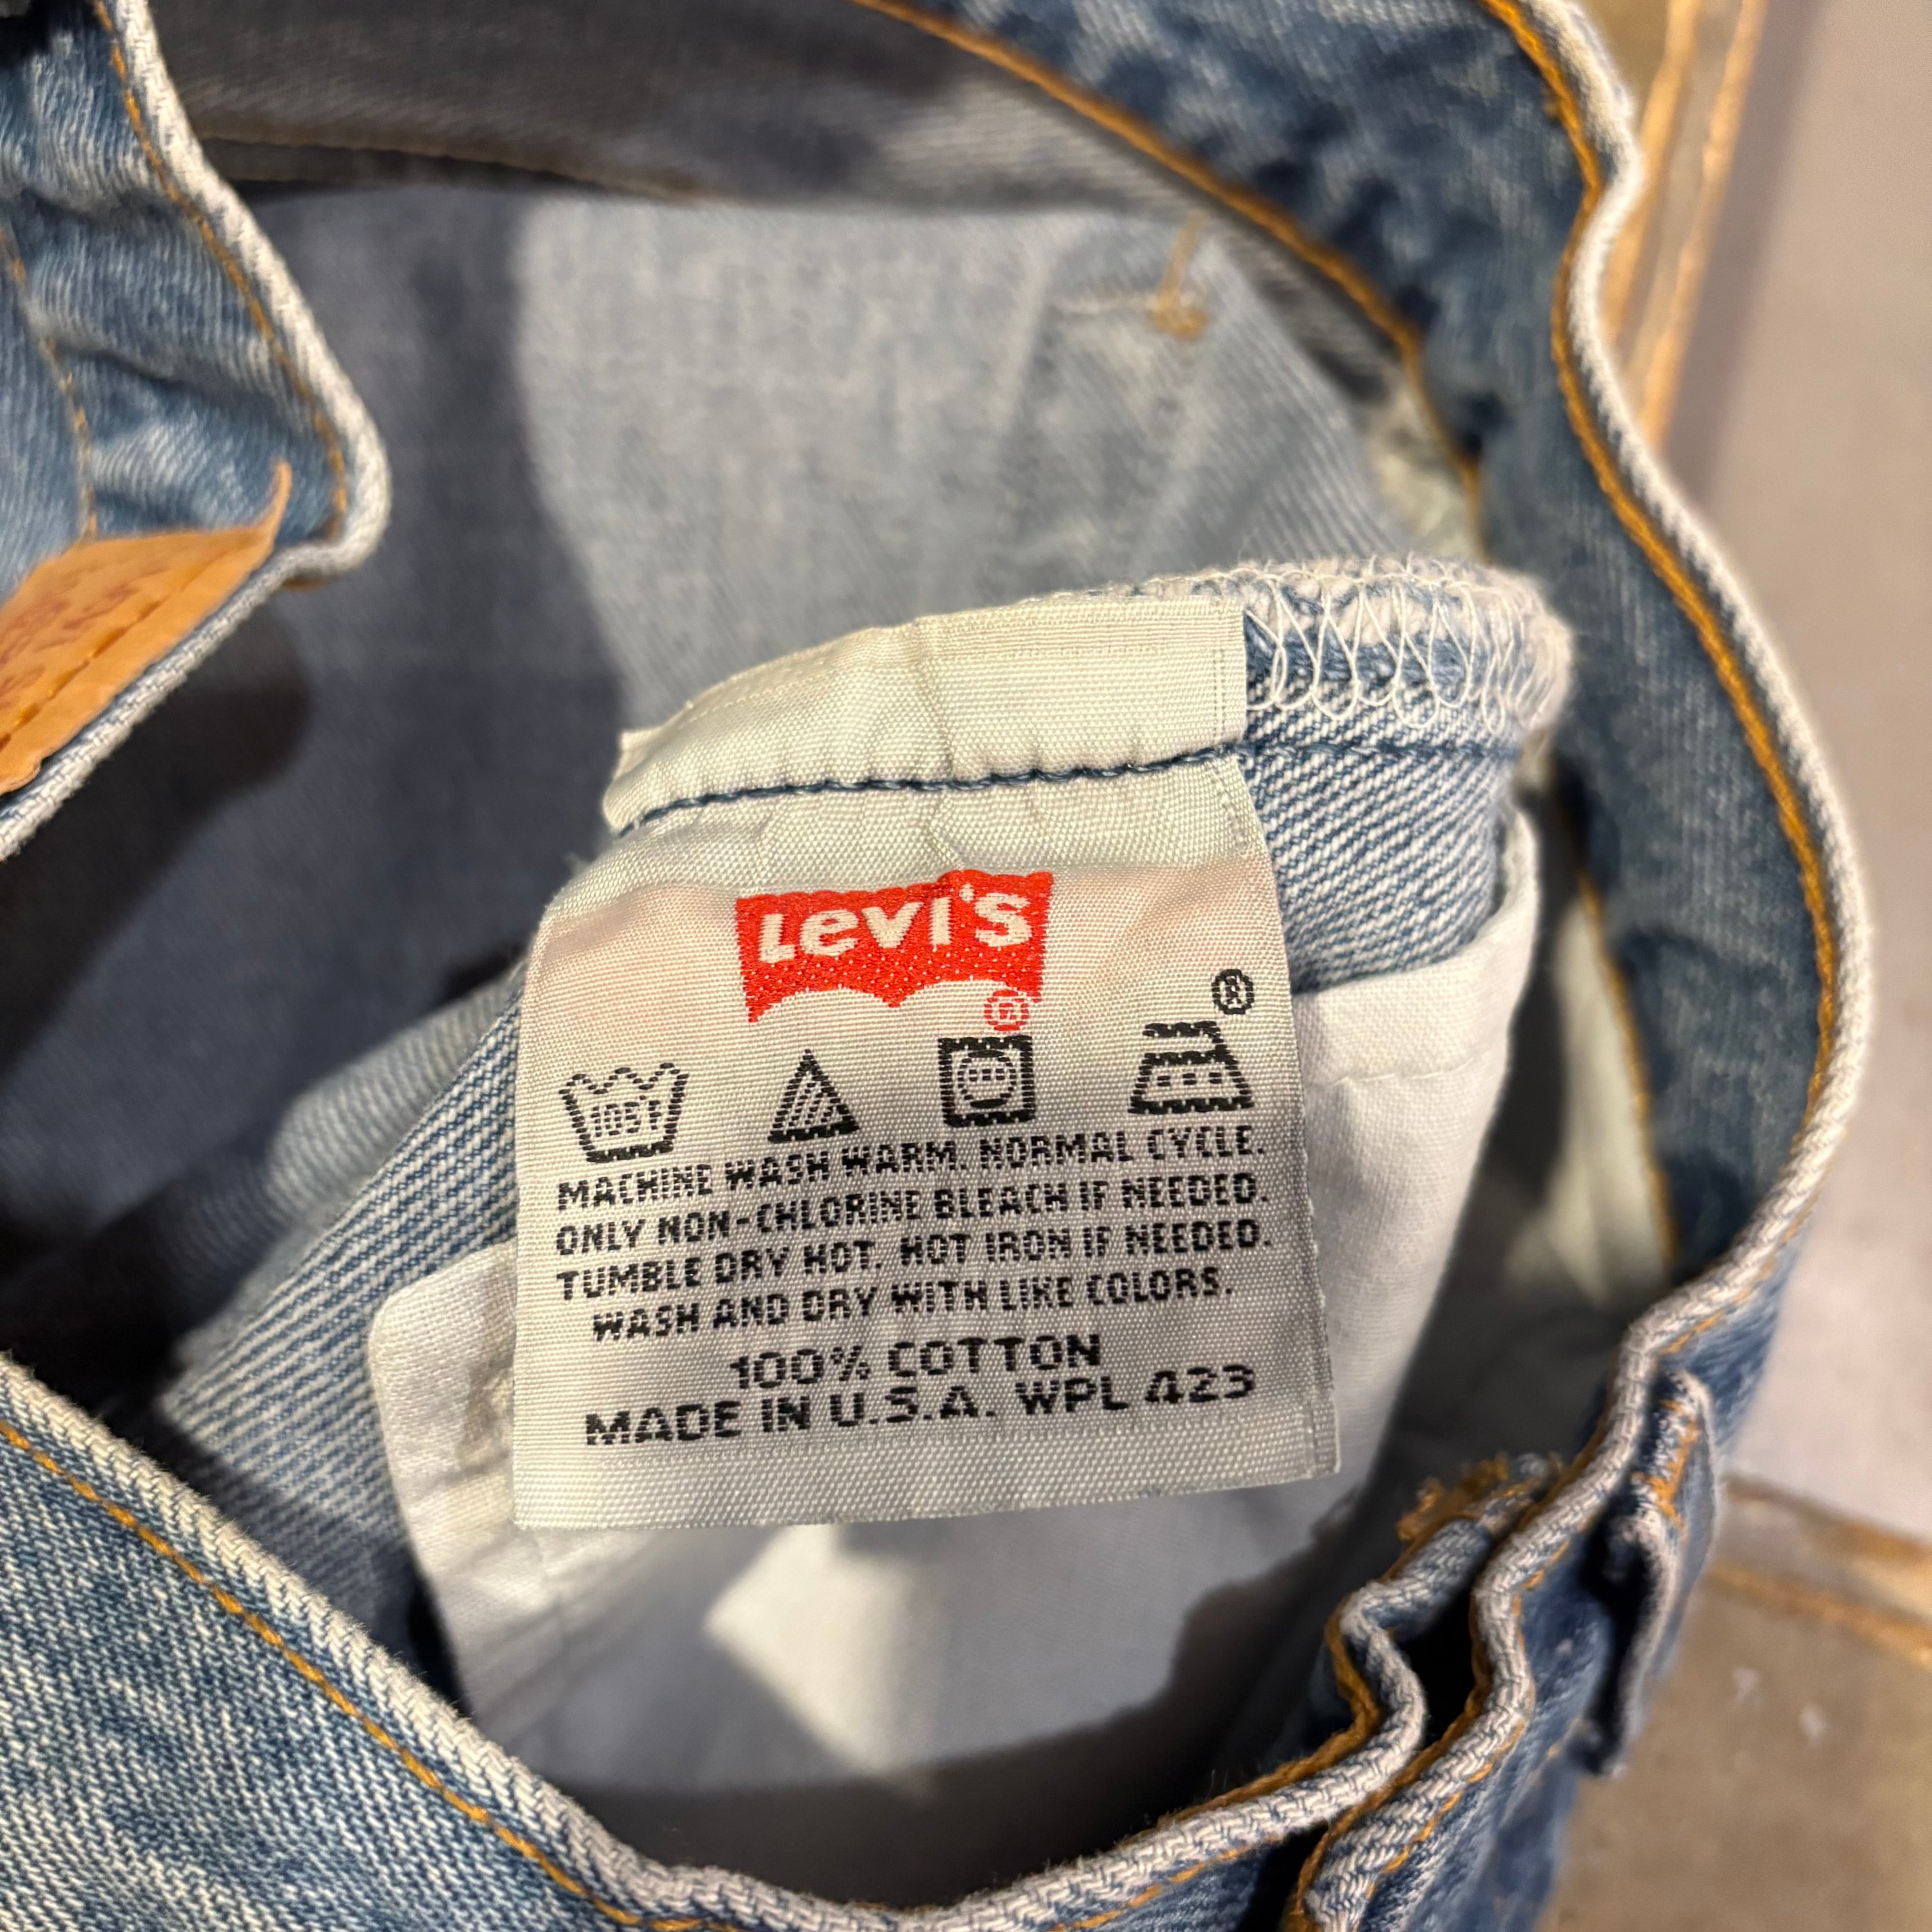 Levi's
®
®
105°F
MACHINE WASH WARM. NORMAL CYCLE.
ONLY NON-CHLORINE BLEACH IF NEEDED.
TUMBLE DRY HOT. HOT IRON IF NEEDED.
WASH AND DRY WITH LIKE COLORS.
100% COTTON
MADE IN U.S.A. WPL 423